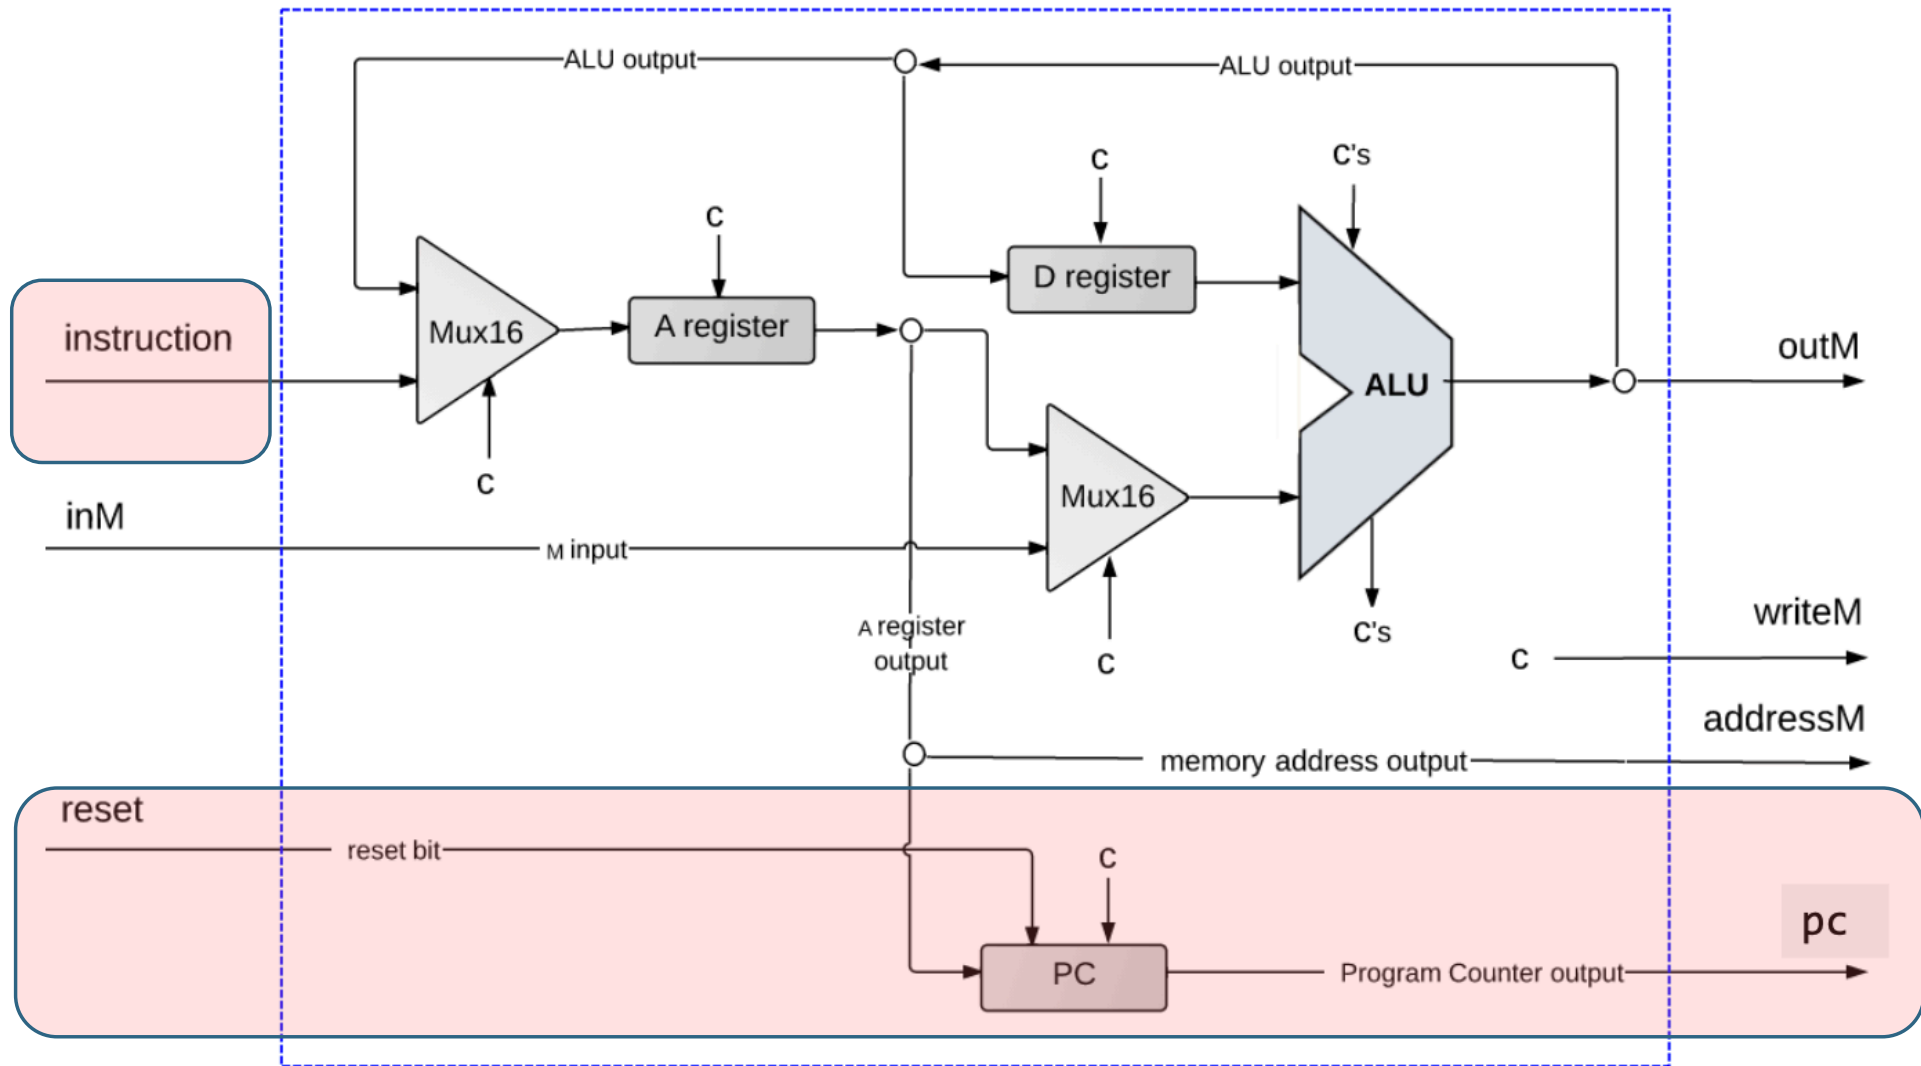 ALU output
ALU output
c
c's
c
instruction
Mux16
A register
D register
ALU
outM
c
inM
M input
Mux16
A register
output
c
c's
writeM
c
addressM
memory address output
reset
reset bit
c
pc
PC
Program Counter output